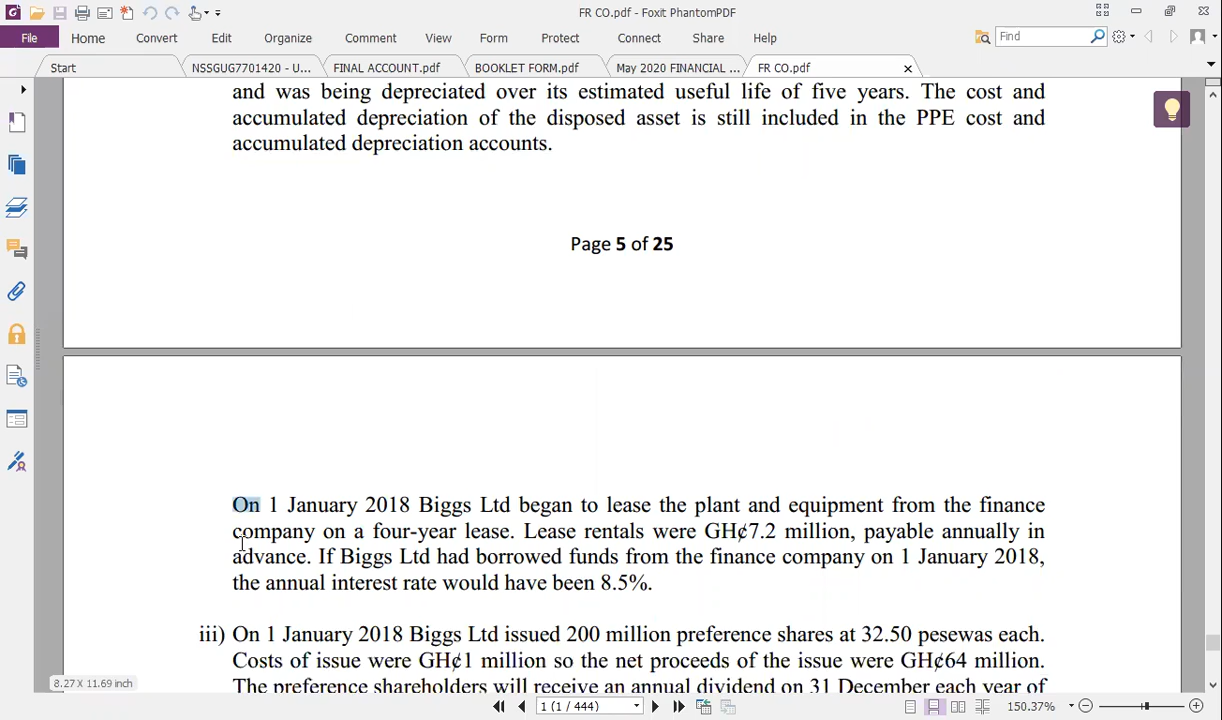 FR CO.pdf - Foxit PhantomPDF
File Home Convert Edit Organize Comment View Form Protect Connect Share Help Find
Start NSSGUG7701420 - U... FINAL ACCOUNT.pdf BOOKLET FORM.pdf May 2020 FINANCIAL ... FR CO.pdf
and was being depreciated over its estimated useful life of five years. The cost and
accumulated depreciation of the disposed asset is still included in the PPE cost and
accumulated depreciation accounts.
Page 5 of 25
On 1 January 2018 Biggs Ltd began to lease the plant and equipment from the finance
company on a four-year lease. Lease rentals were GH¢7.2 million, payable annually in
advance. If Biggs Ltd had borrowed funds from the finance company on 1 January 2018,
the annual interest rate would have been 8.5%.
iii) On 1 January 2018 Biggs Ltd issued 200 million preference shares at 32.50 pesewas each.
Costs of issue were GH¢1 million so the net proceeds of the issue were GH¢64 million.
The preference shareholders will receive an annual dividend on 31 December each year of
8.27 X 11.69 inch
1 (1 / 444)
150.37%